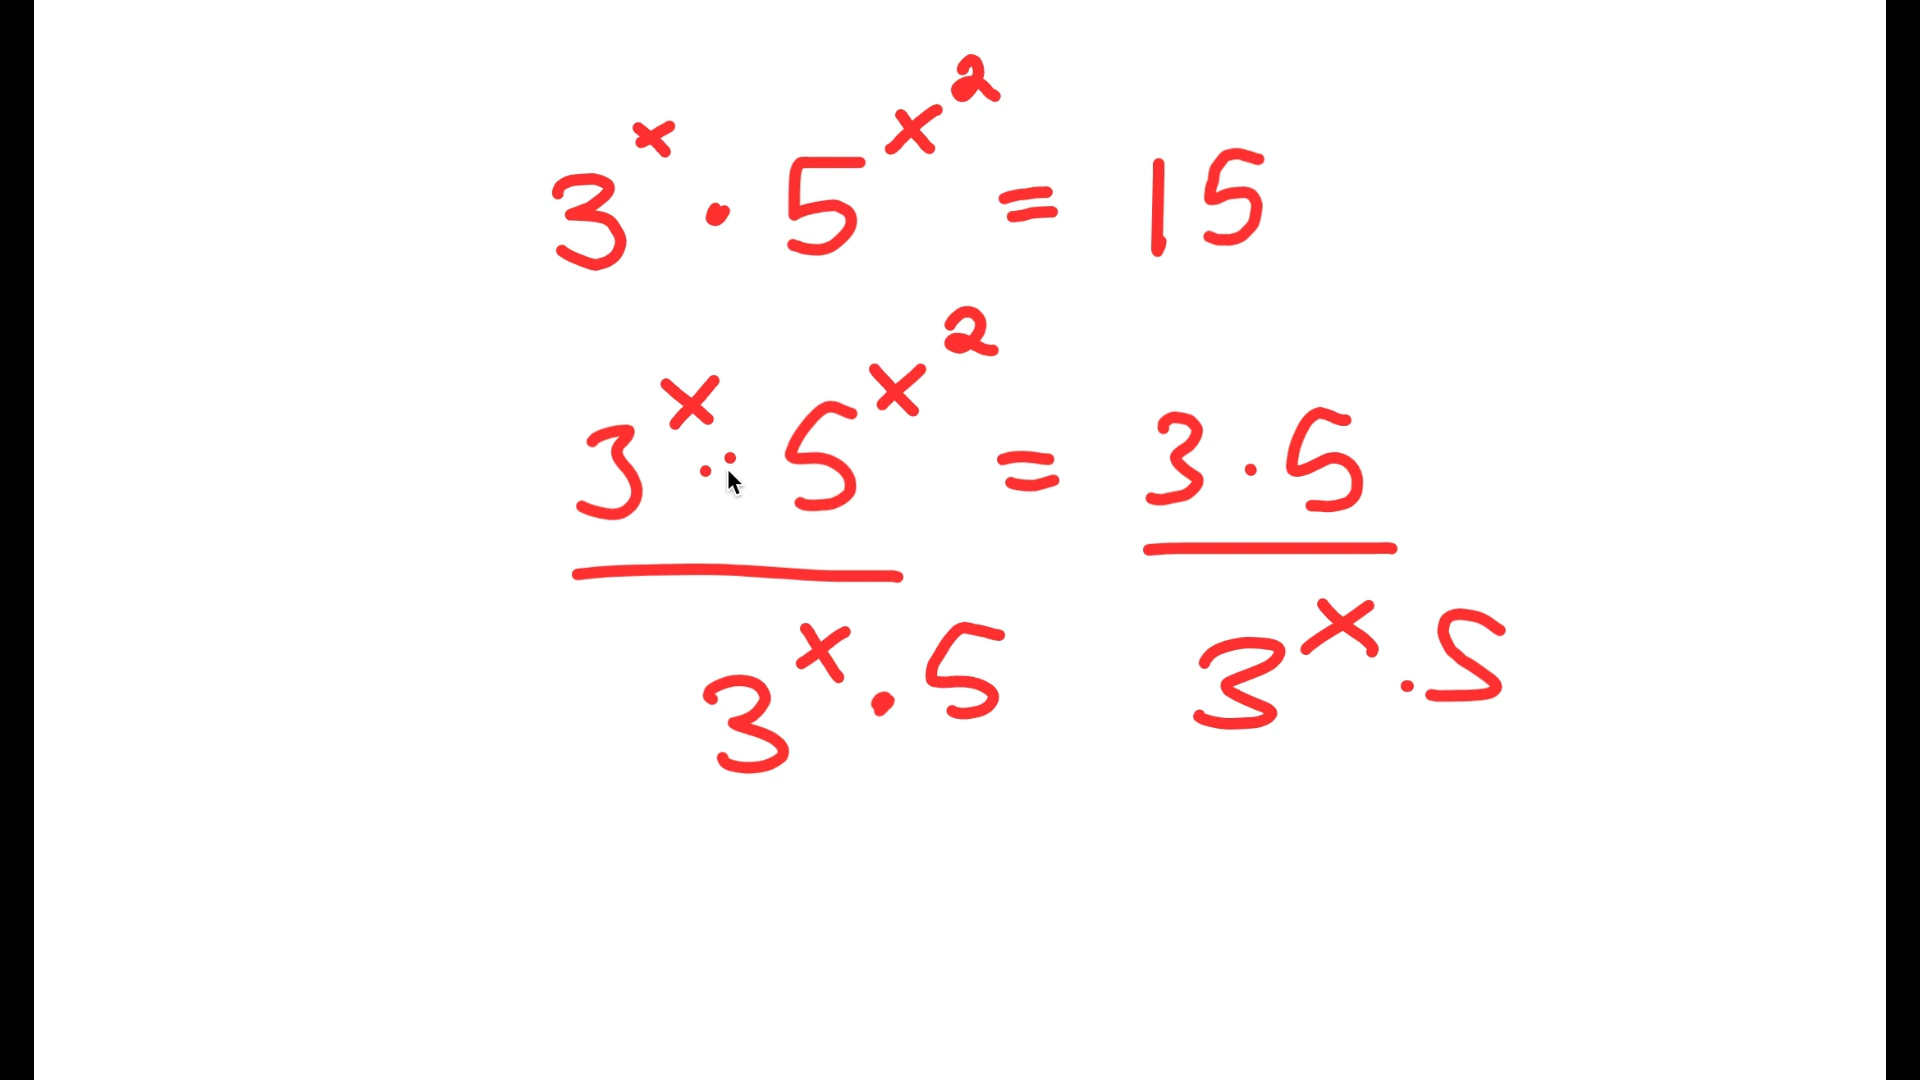 3^x · 5^x^2 = 15
3^x · 5^x^2 = 3 · 5
3^x · 5 3^x · 5